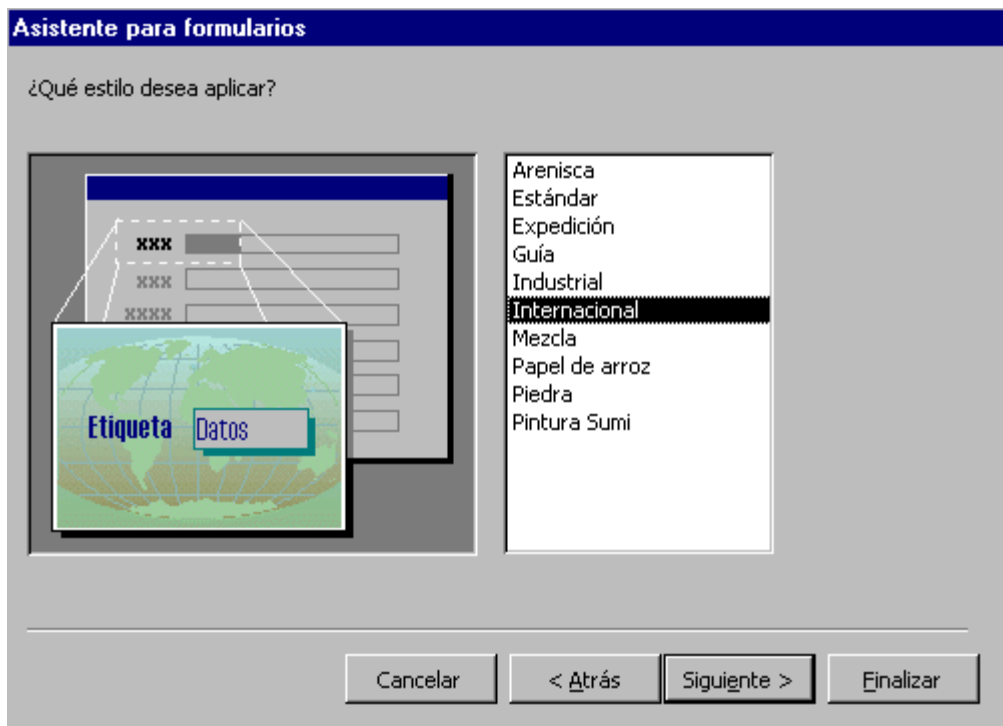 Asistente para formularios
¿Qué estilo desea aplicar?
xxx
xxx
xxxx
Etiqueta
Datos
Arenisca
Estándar
Expedición
Guía
Industrial
Internacional
Mezcla
Papel de arroz
Piedra
Pintura Sumi
Cancelar
< Atrás
Siguiente >
Finalizar